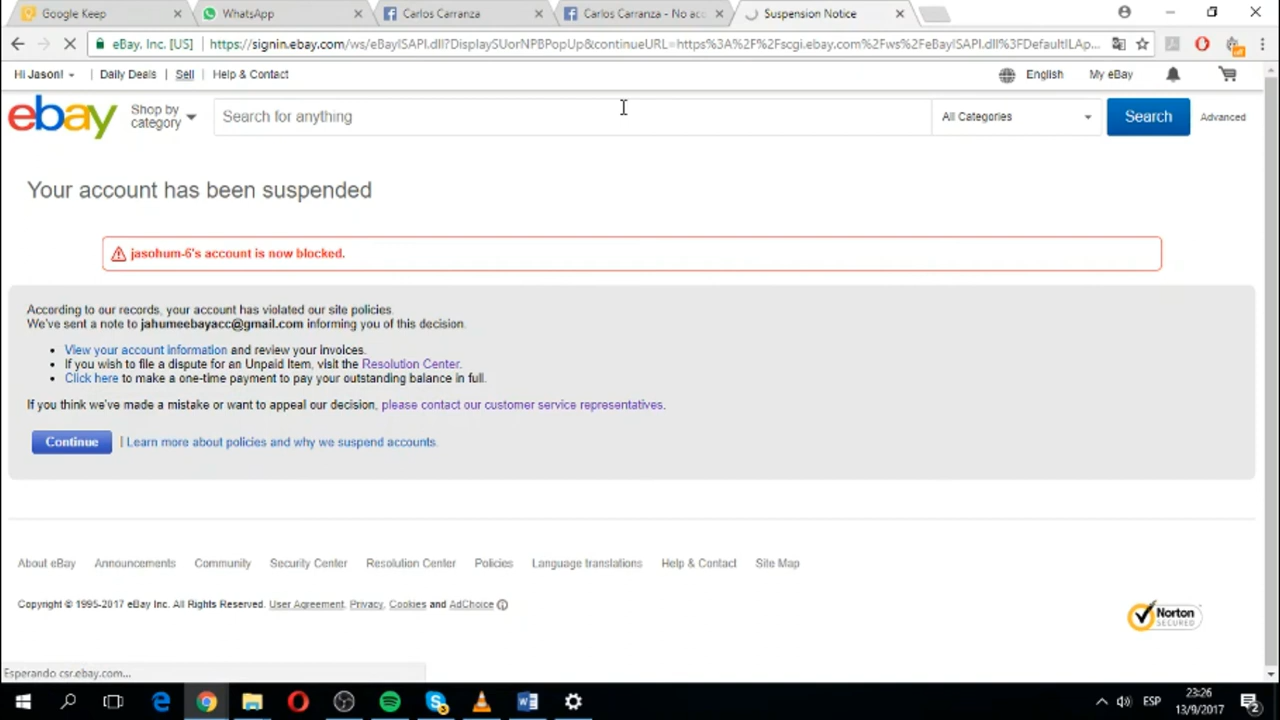 Google Keep
WhatsApp
Carlos Carranza
Carlos Carranza - No acc
Suspension Notice
eBay, Inc. [US] https://signin.ebay.com/ws/eBayISAPI.dll?DisplaySUorNPBPopUp&continueURL=https%3A%2F%2Fscgi.ebay.com%2Fws%2FeBayISAPI.dll%3FDefaultILAp...
Hi Jason! Daily Deals Sell Help & Contact English My eBay
ebay
Shop by
category
Search for anything
All Categories
Search
Advanced
Your account has been suspended
jasohum-6's account is now blocked.
According to our records, your account has violated our site policies.
We've sent a note to jahumeebayacc@gmail.com informing you of this decision.
View your account information and review your invoices.
If you wish to file a dispute for an Unpaid Item, visit the Resolution Center.
Click here to make a one-time payment to pay your outstanding balance in full.
If you think we've made a mistake or want to appeal our decision, please contact our customer service representatives.
Continue | Learn more about policies and why we suspend accounts.
About eBay Announcements Community Security Center Resolution Center Policies Language translations Help & Contact Site Map
Copyright © 1995-2017 eBay Inc. All Rights Reserved. User Agreement, Privacy, Cookies and AdChoice
Norton
SECURED
Esperando csr.ebay.com...
ESP
23:26
13/9/2017
2